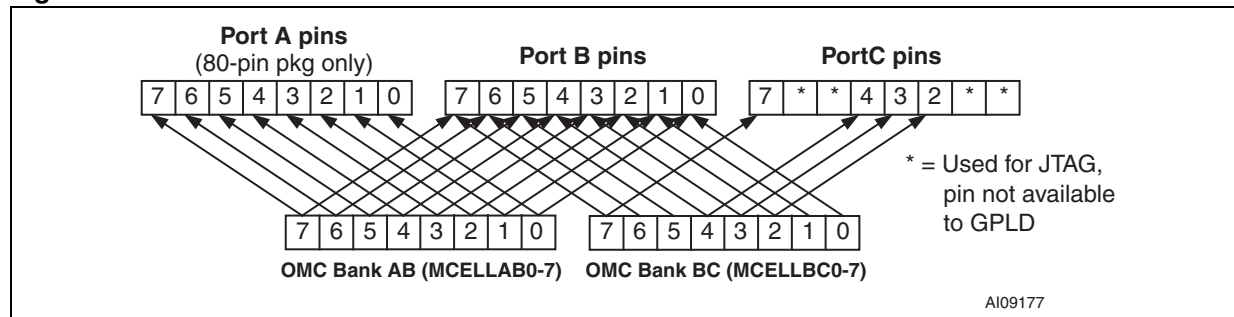 Port A pins
(80-pin pkg only)
Port B pins
PortC pins
7 6 5 4 3 2 1 0
7 6 5 4 3 2 1 0
7 * * 4 3 2 * *
* = Used for JTAG,
pin not available
to GPLD
7 6 5 4 3 2 1 0
7 6 5 4 3 2 1 0
OMC Bank AB (MCELLAB0-7)
OMC Bank BC (MCELLBC0-7)
AI09177